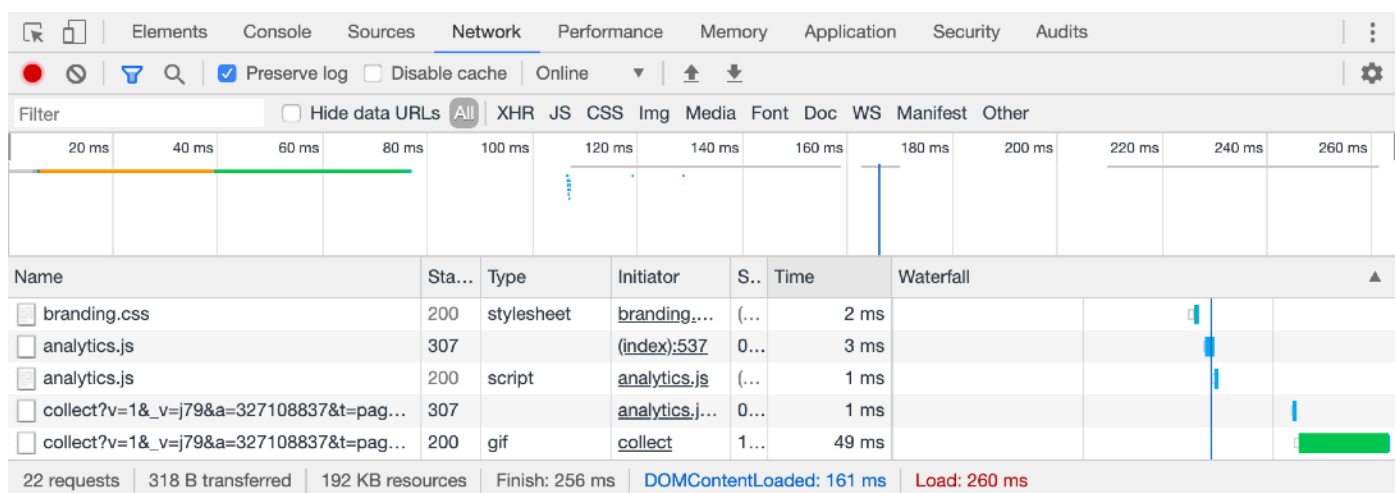 Elements Console Sources Network Performance Memory Application Security Audits
Preserve log Disable cache Online
Filter Hide data URLs All XHR JS CSS Img Media Font Doc WS Manifest Other
20 ms 40 ms 60 ms 80 ms 100 ms 120 ms 140 ms 160 ms 180 ms 200 ms 220 ms 240 ms 260 ms
Name Sta... Type Initiator S.. Time Waterfall
branding.css 200 stylesheet branding.... (... 2 ms
analytics.js 307 (index):537 0... 3 ms
analytics.js 200 script analytics.js (... 1 ms
collect?v=1&_v=j79&a=327108837&t=pag... 307 analytics.j... 0... 1 ms
collect?v=1&_v=j79&a=327108837&t=pag... 200 gif collect 1... 49 ms
22 requests 318 B transferred 192 KB resources Finish: 256 ms DOMContentLoaded: 161 ms Load: 260 ms